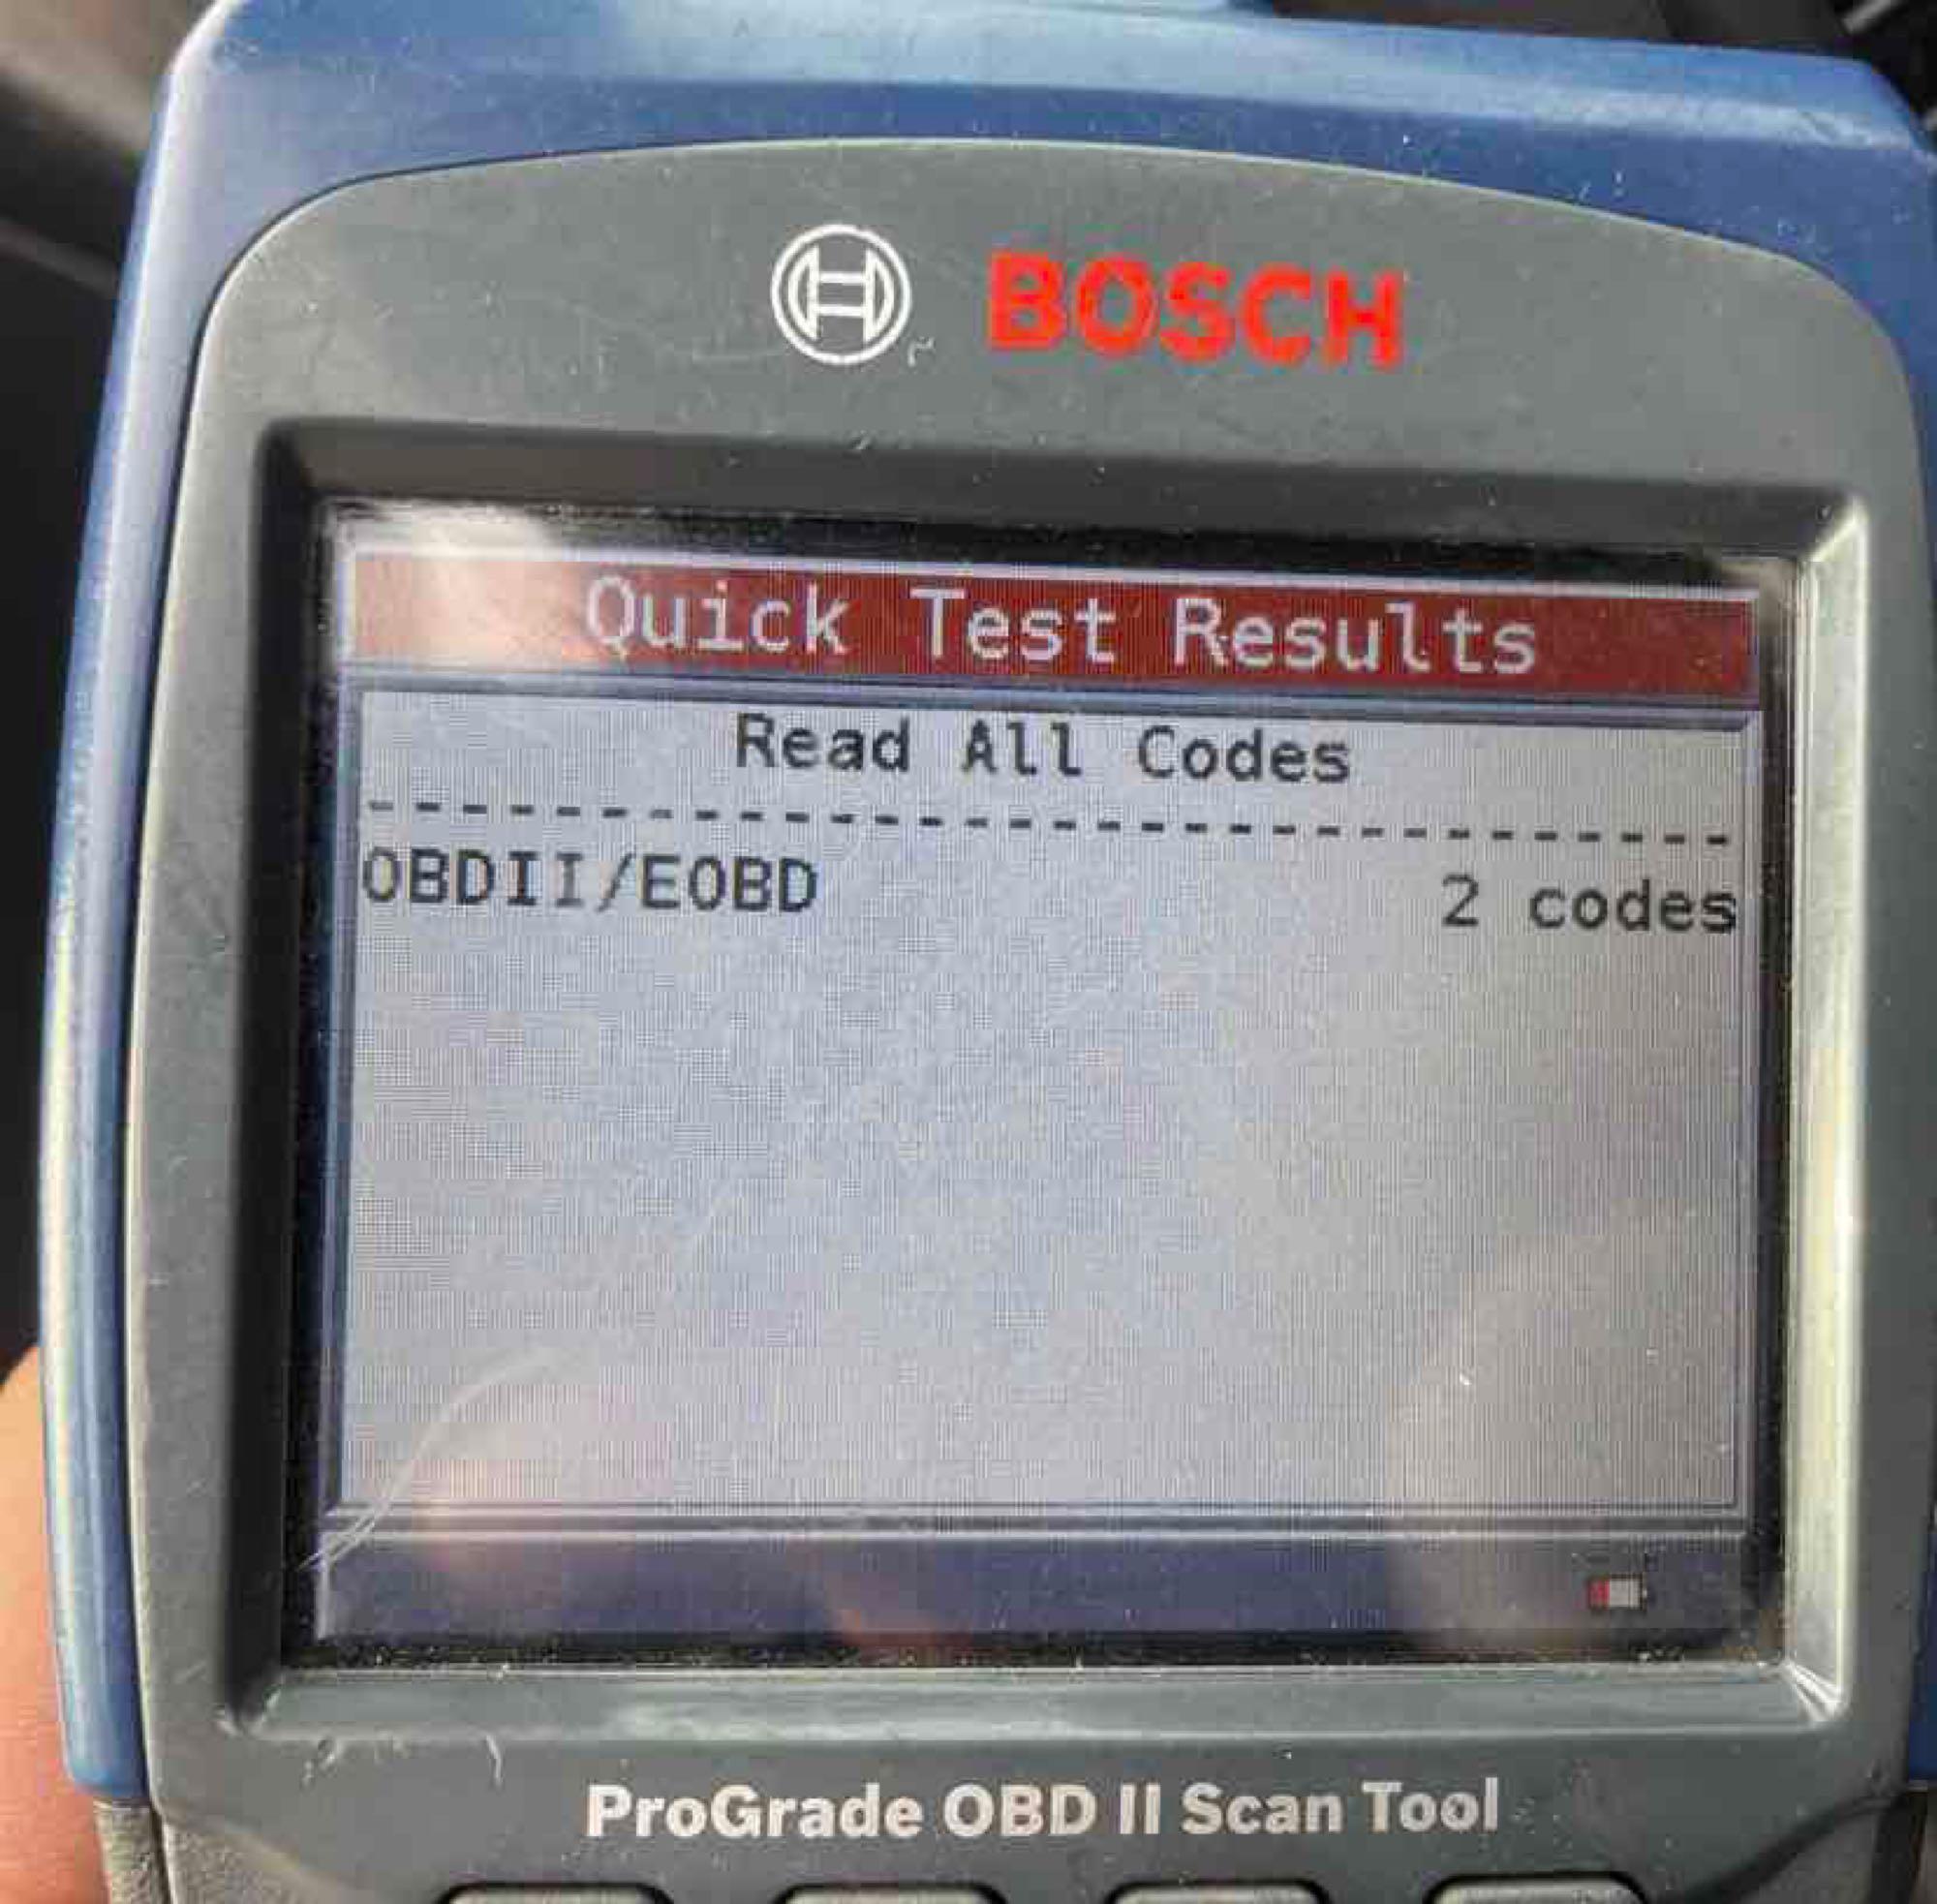 BOSCH
Quick Test Results
Read All Codes
------------------------------
OBDII/EOBD 2 codes
ProGrade OBD II Scan Tool